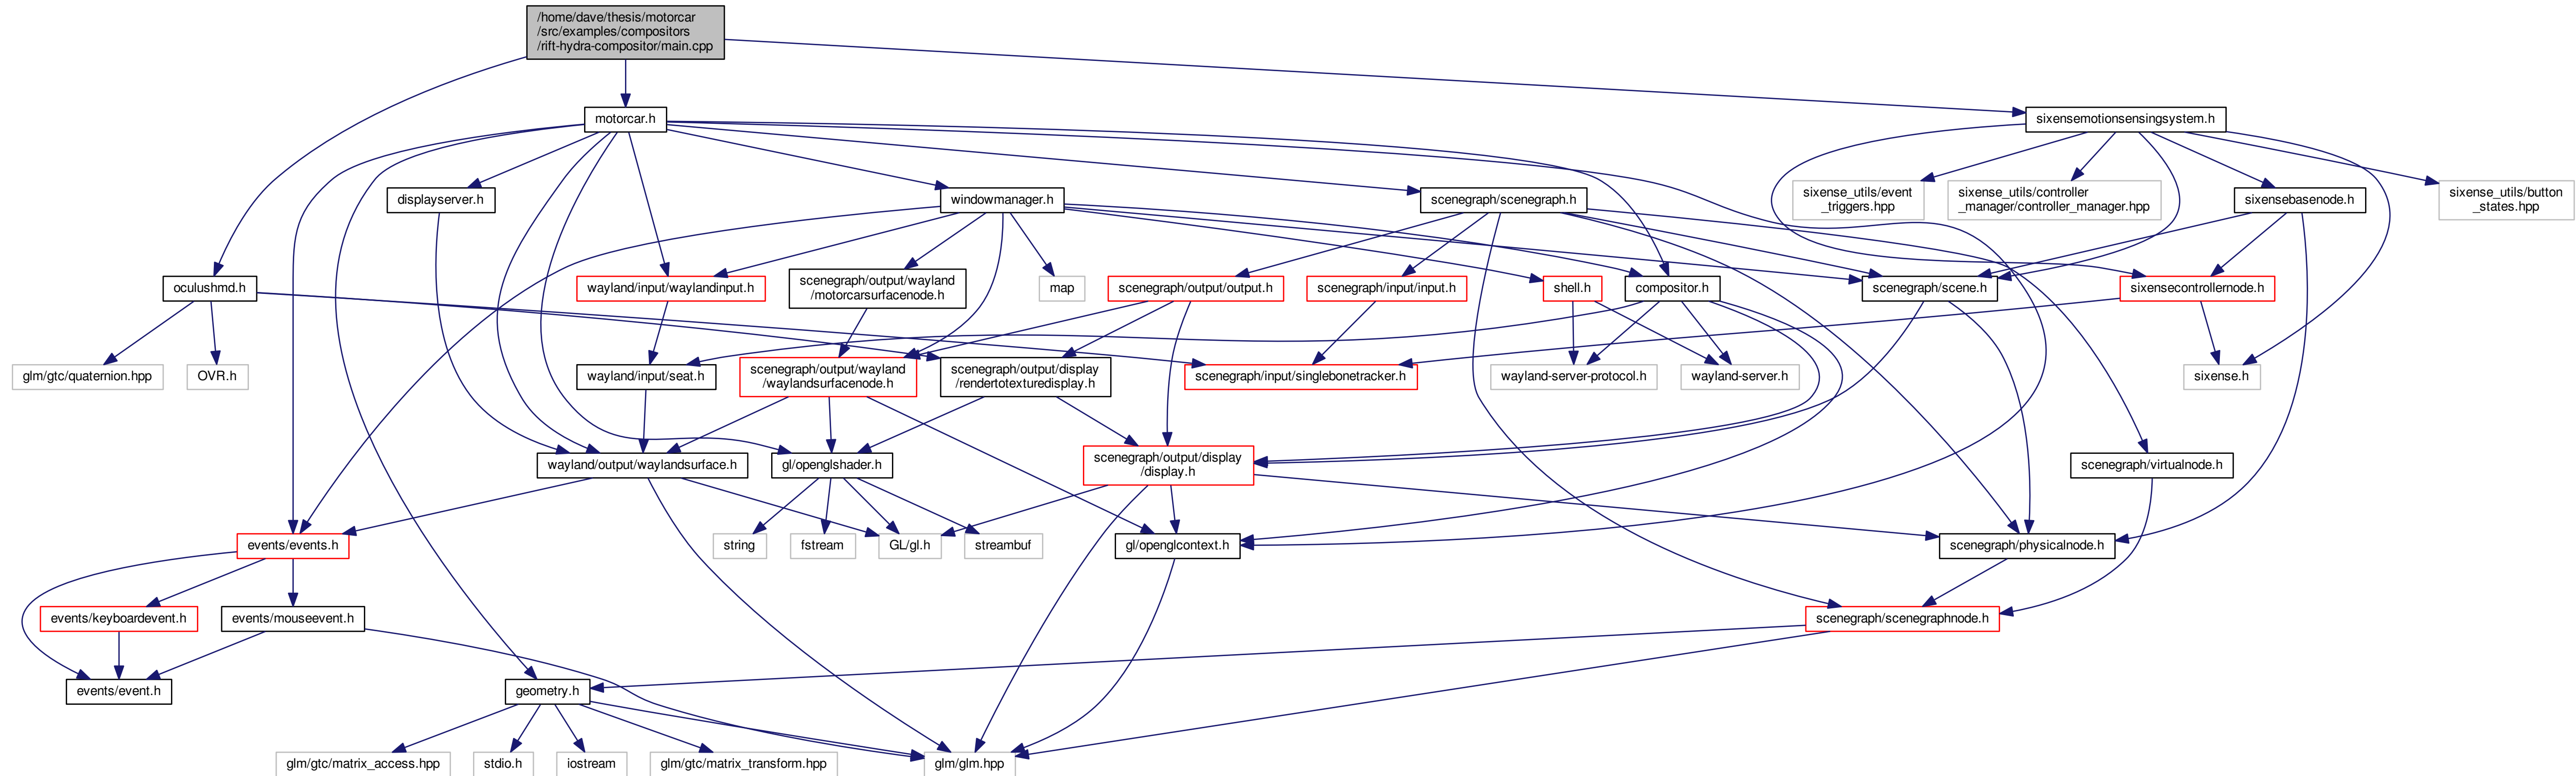 /home/dave/thesis/motorcar
/src/examples/compositors
/rift-hydra-compositor/main.cpp
motorcar.h
sixensemotionsensingsystem.h
displayserver.h
windowmanager.h
scenegraph/scenegraph.h
sixense_utils/event
_triggers.hpp
sixense_utils/controller
_manager/controller_manager.hpp
sixensebasenode.h
sixense_utils/button
_states.hpp
oculushmd.h
wayland/input/waylandinput.h
scenegraph/output/wayland
/motorcarsurfacenode.h
map
scenegraph/output/output.h
scenegraph/input/input.h
shell.h
compositor.h
scenegraph/scene.h
sixensecontrollernode.h
glm/gtc/quaternion.hpp
OVR.h
wayland/input/seat.h
scenegraph/output/wayland
/waylandsurfacenode.h
scenegraph/output/display
/rendertotexturedisplay.h
scenegraph/input/singlebonetracker.h
wayland-server-protocol.h
wayland-server.h
sixense.h
wayland/output/waylandsurface.h
gl/openglshader.h
scenegraph/output/display
/display.h
scenegraph/virtualnode.h
events/events.h
string
fstream
GL/gl.h
streambuf
gl/openglcontext.h
scenegraph/physicalnode.h
events/keyboardevent.h
events/mouseevent.h
scenegraph/scenegraphnode.h
events/event.h
geometry.h
glm/gtc/matrix_access.hpp
stdio.h
iostream
glm/gtc/matrix_transform.hpp
glm/glm.hpp